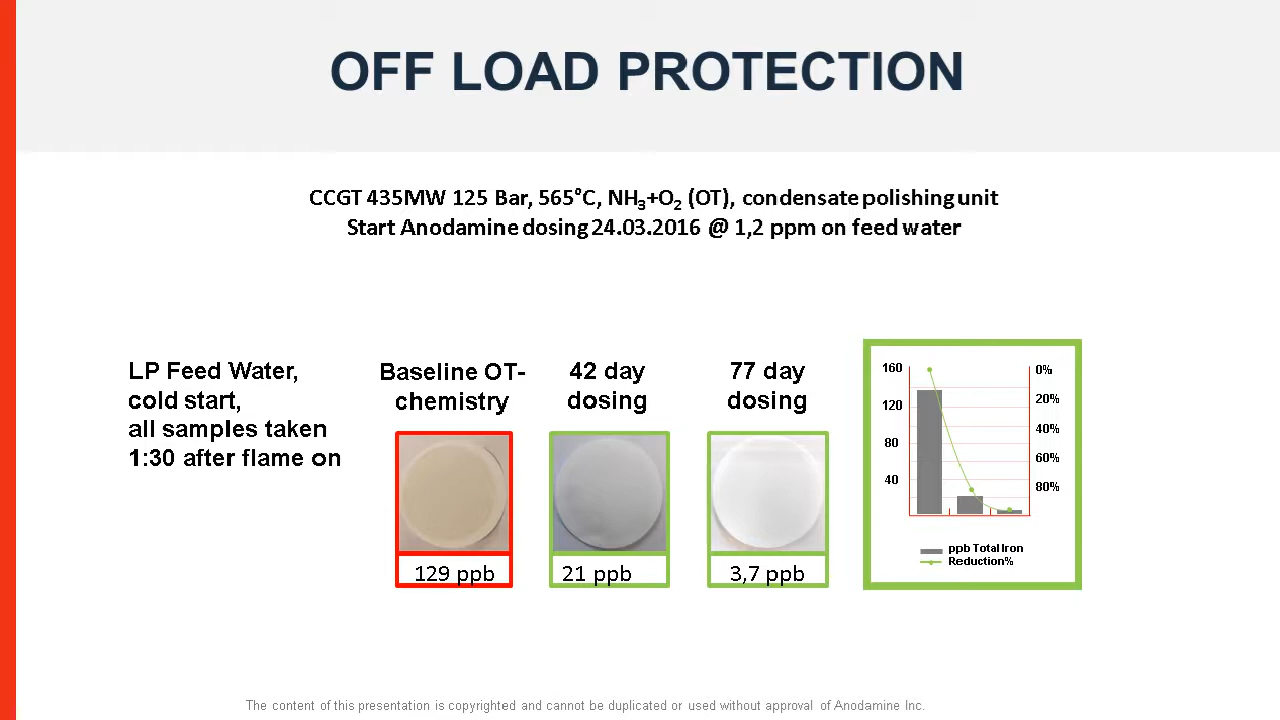 OFF LOAD PROTECTION
CCGT 435MW 125 Bar, 565°C, NH₃+O₂ (OT), condensate polishing unit
Start Anodamine dosing 24.03.2016 @ 1,2 ppm on feed water
LP Feed Water,
cold start,
all samples taken
1:30 after flame on
Baseline OT-
chemistry
129 ppb
42 day
dosing
21 ppb
77 day
dosing
3,7 ppb
160
120
80
40
0%
20%
40%
60%
80%
ppb Total Iron
Reduction%
The content of this presentation is copyrighted and cannot be duplicated or used without approval of Anodamine Inc.